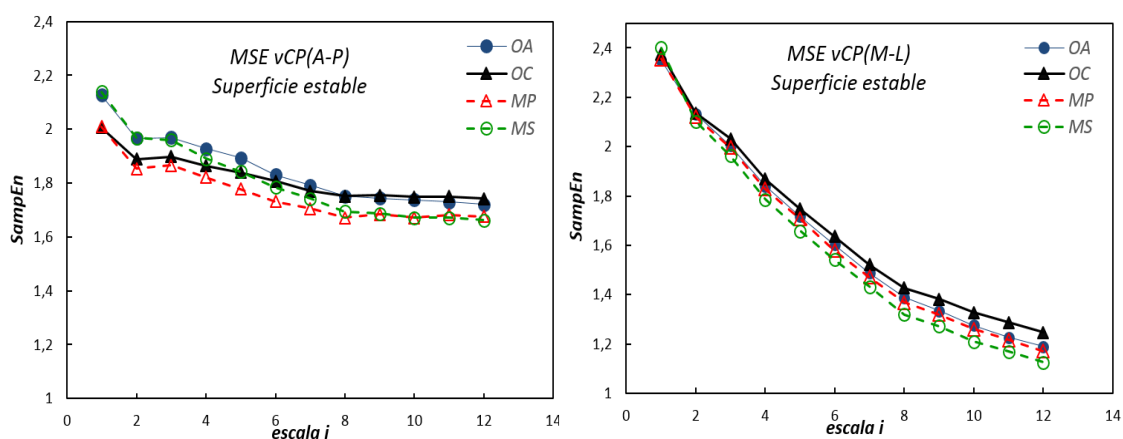 2,4
2,2
2
1,8
1,6
1,4
1,2
1
SampEn
MSE vCP(A-P)
Superficie estable
OA
OC
MP
MS
0 2 4 6 8 10 12 14
escala i
2,4
2,2
2
1,8
1,6
1,4
1,2
1
SampEn
MSE vCP(M-L)
Superficie estable
OA
OC
MP
MS
0 2 4 6 8 10 12 14
escala i